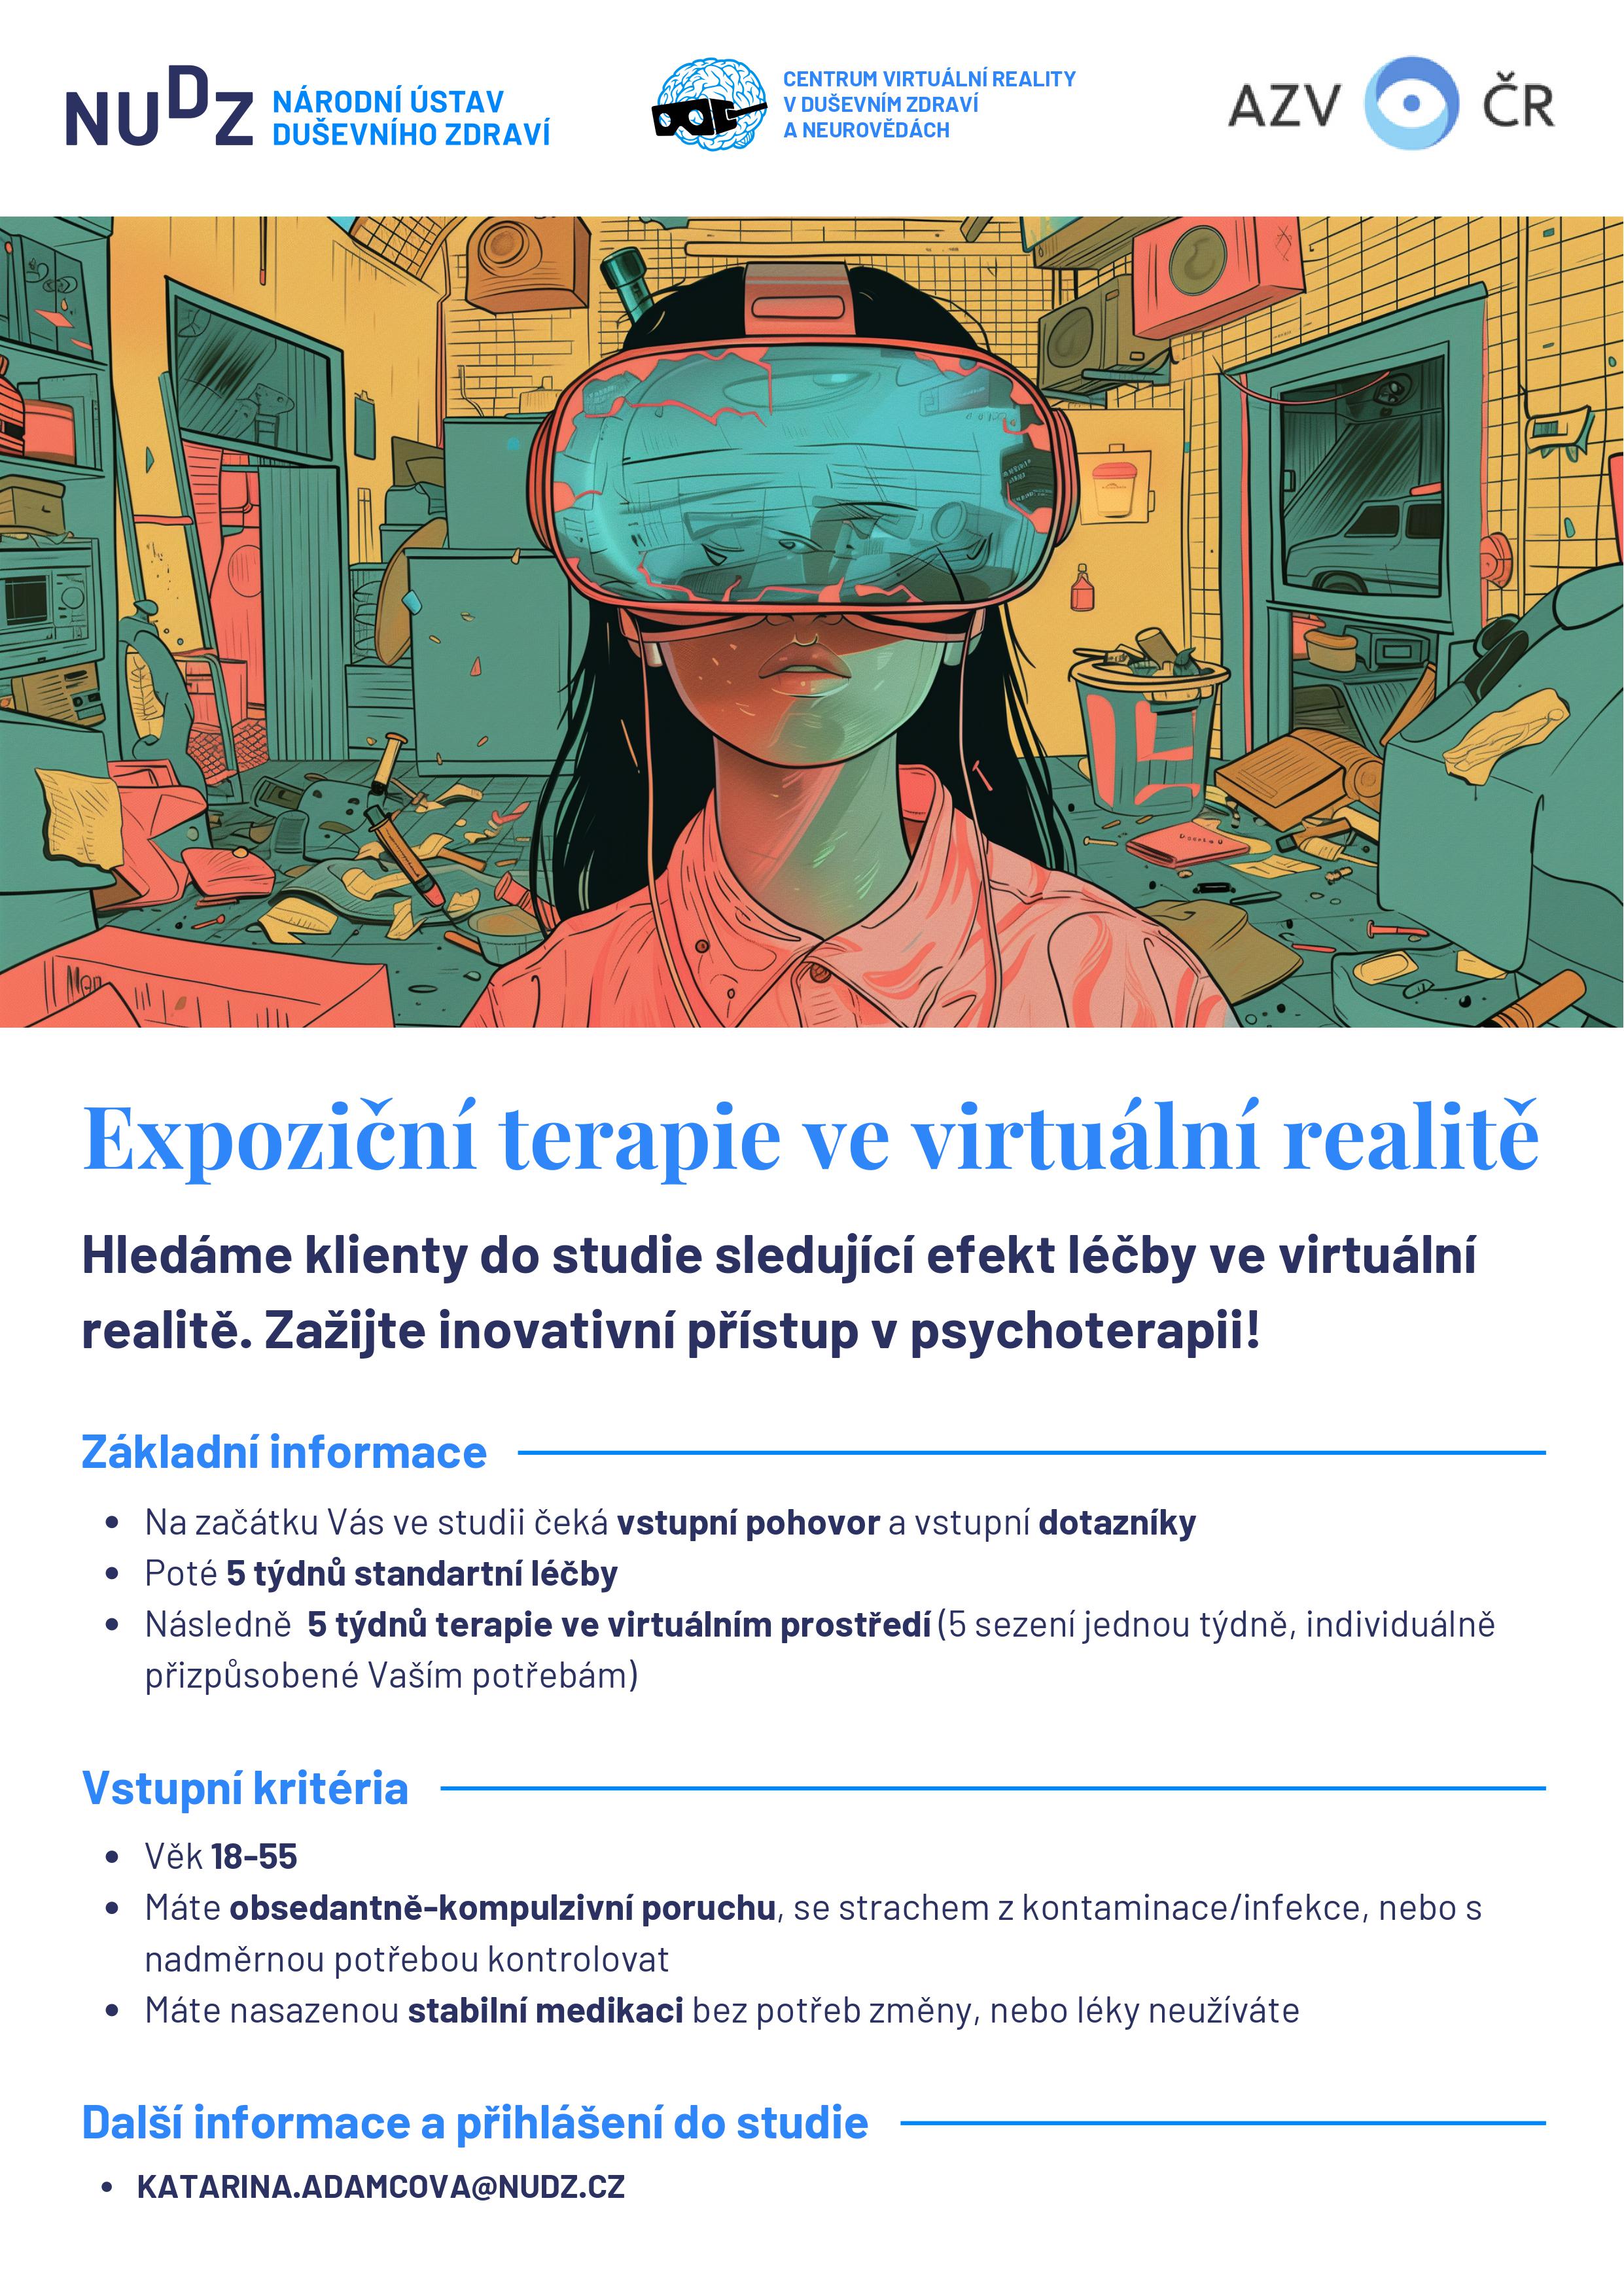 NUDZ NÁRODNÍ ÚSTAV
DUŠEVNÍHO ZDRAVÍ
CENTRUM VIRTUÁLNÍ REALITY
V DUŠEVNÍM ZDRAVÍ
A NEUROVĚDÁCH
AZV ČR
Expoziční terapie ve virtuální realitě
Hledáme klienty do studie sledující efekt léčby ve virtuální
realitě. Zažijte inovativní přístup v psychoterapii!
Základní informace
• Na začátku Vás ve studii čeká vstupní pohovor a vstupní dotazníky
• Poté 5 týdnů standartní léčby
• Následně 5 týdnů terapie ve virtuálním prostředí (5 sezení jednou týdně, individuálně
přizpůsobené Vaším potřebám)
Vstupní kritéria
• Věk 18-55
• Máte obsedantně-kompulzivní poruchu, se strachem z kontaminace/infekce, nebo s
nadměrnou potřebou kontrolovat
• Máte nasazenou stabilní medikaci bez potřeb změny, nebo léky neužíváte
Další informace a přihlášení do studie
• KATARINA.ADAMCOVA@NUDZ.CZ